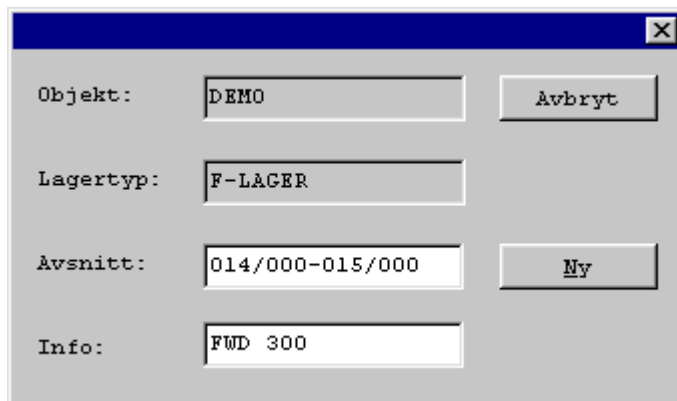 Objekt: DEMO Avbryt
Lagertyp: F-LAGER
Avsnitt: 014/000-015/000 Ny
Info: FWD 300